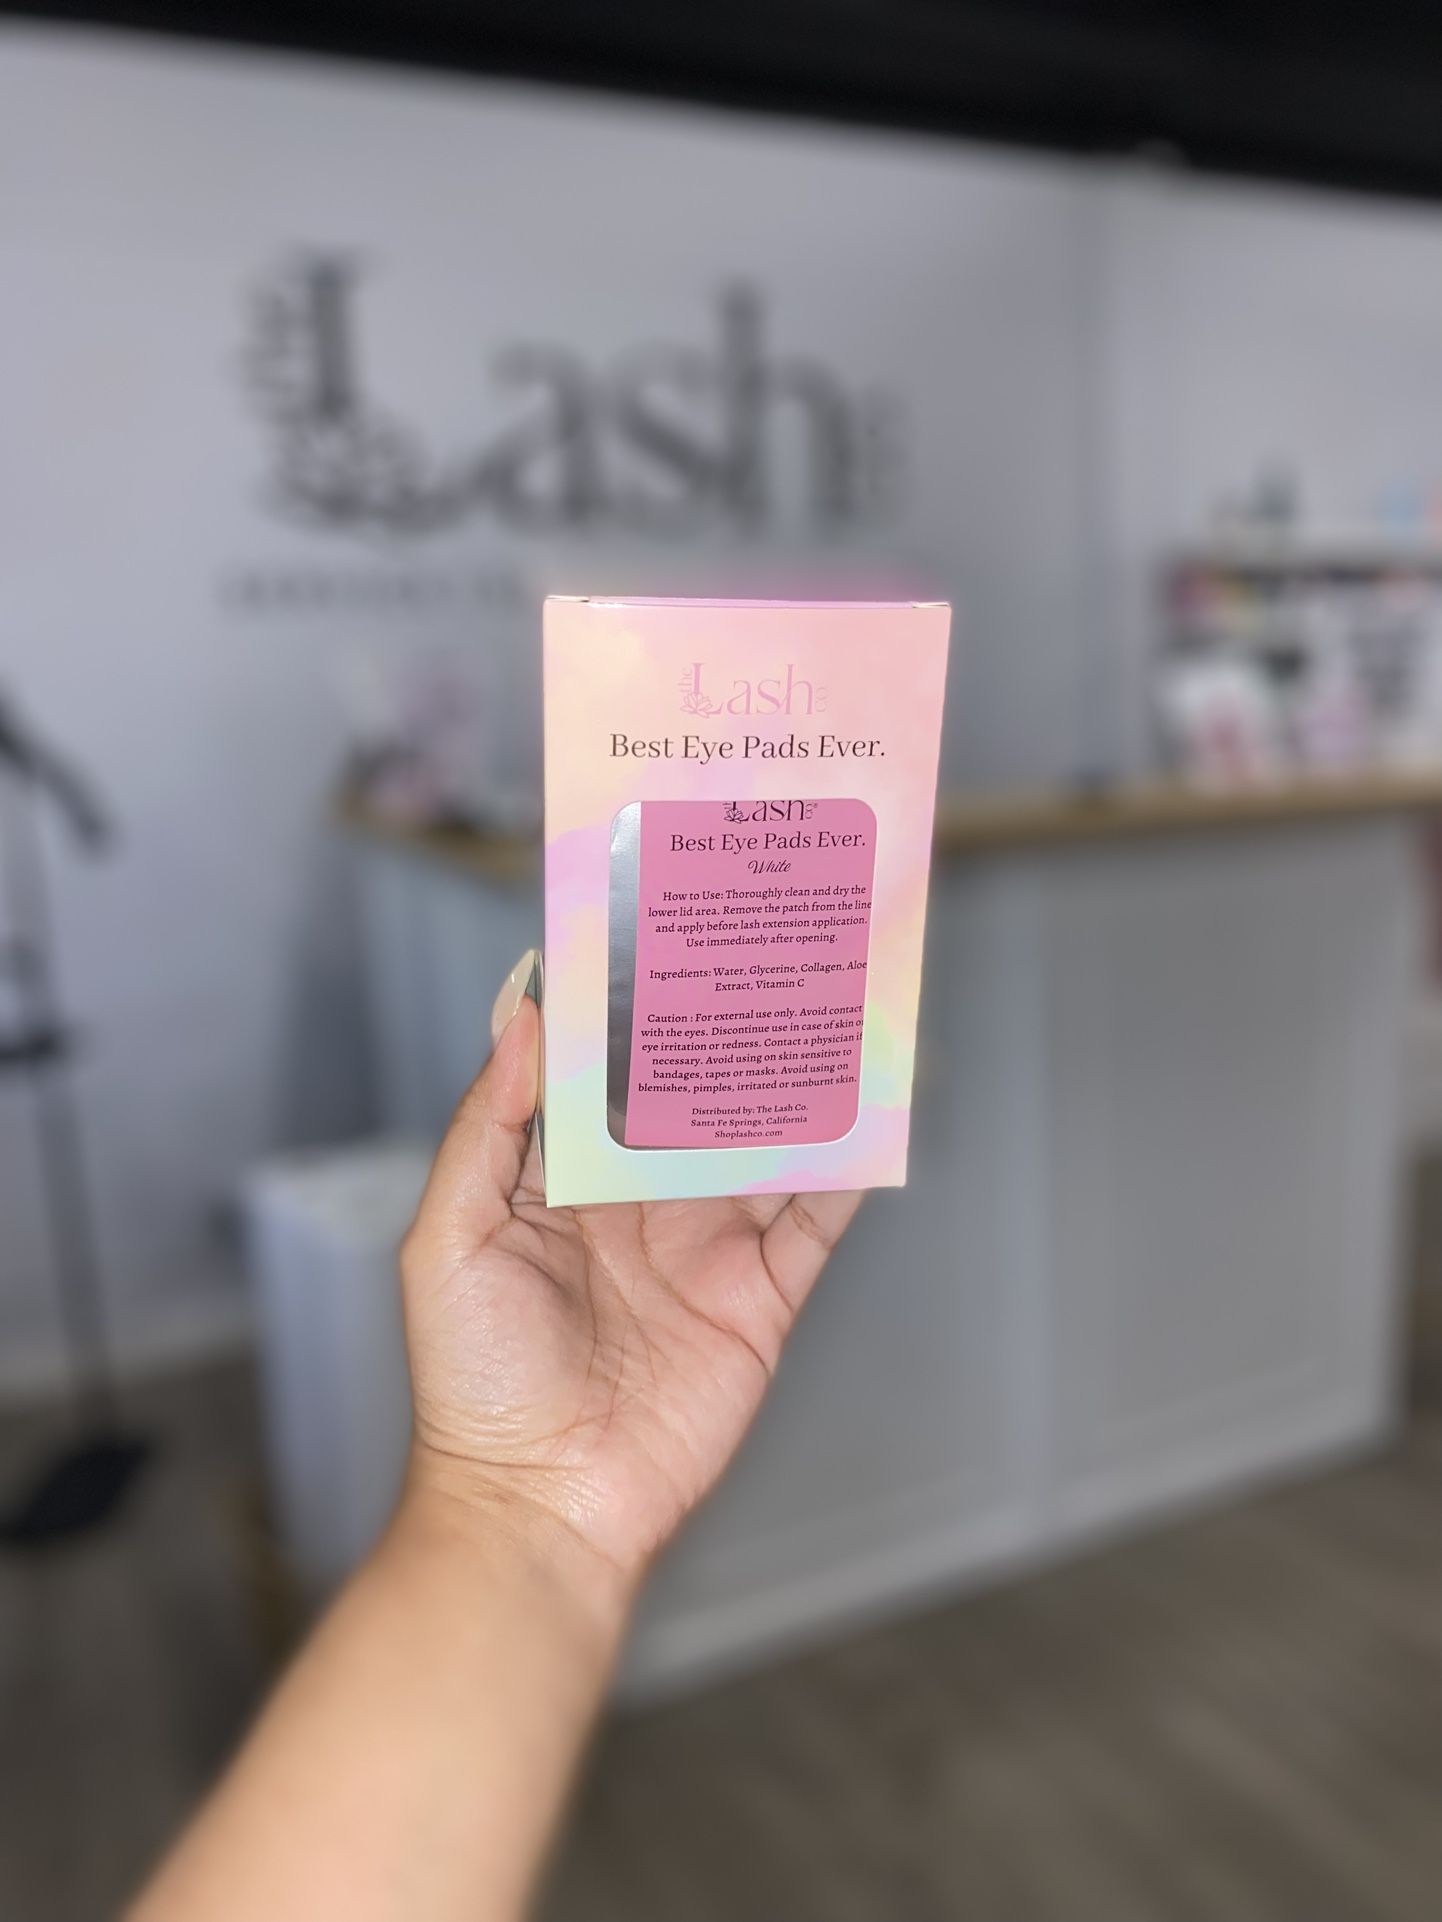 the Lash co.
the Lash co.
Best Eye Pads Ever.
Lash co.
Best Eye Pads Ever.
White
How to Use: Thoroughly clean and dry the
lower lid area. Remove the patch from the line
and apply before lash extension application.
Use immediately after opening.
Ingredients: Water, Glycerine, Collagen, Aloe
Extract, Vitamin C
Caution : For external use only. Avoid contact
with the eyes. Discontinue use in case of skin or
eye irritation or redness. Contact a physician if
necessary. Avoid using on skin sensitive to
bandages, tapes or masks. Avoid using on
blemishes, pimples, irritated or sunburnt skin.
Distributed by: The Lash Co.
Santa Fe Springs, California
Shoplashco.com